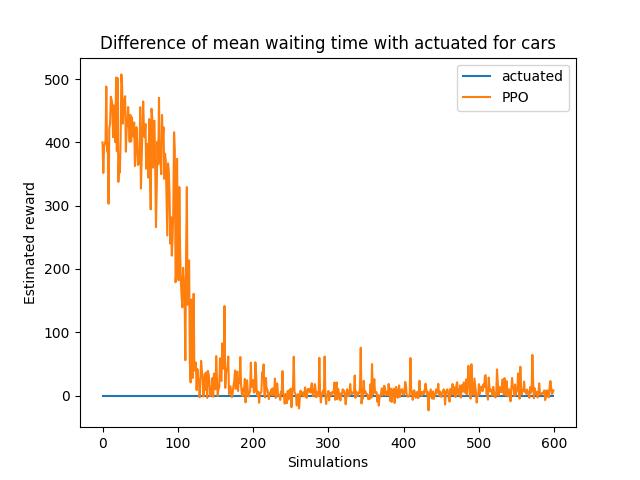 Difference of mean waiting time with actuated for cars
actuated
PPO
Estimated reward
500
400
300
200
100
0
0 100 200 300 400 500 600
Simulations